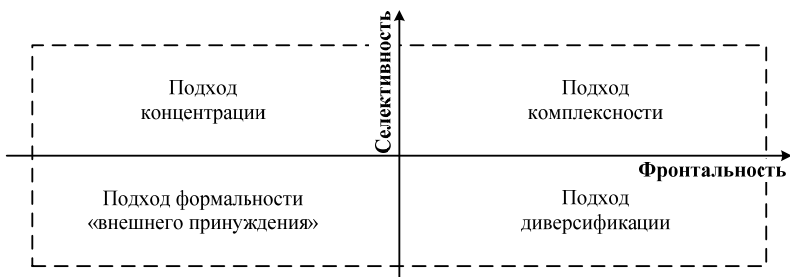 Селективность
Подход
концентрации
Подход
комплексности
Фронтальность
Подход формальности
«внешнего принуждения»
Подход
диверсификации